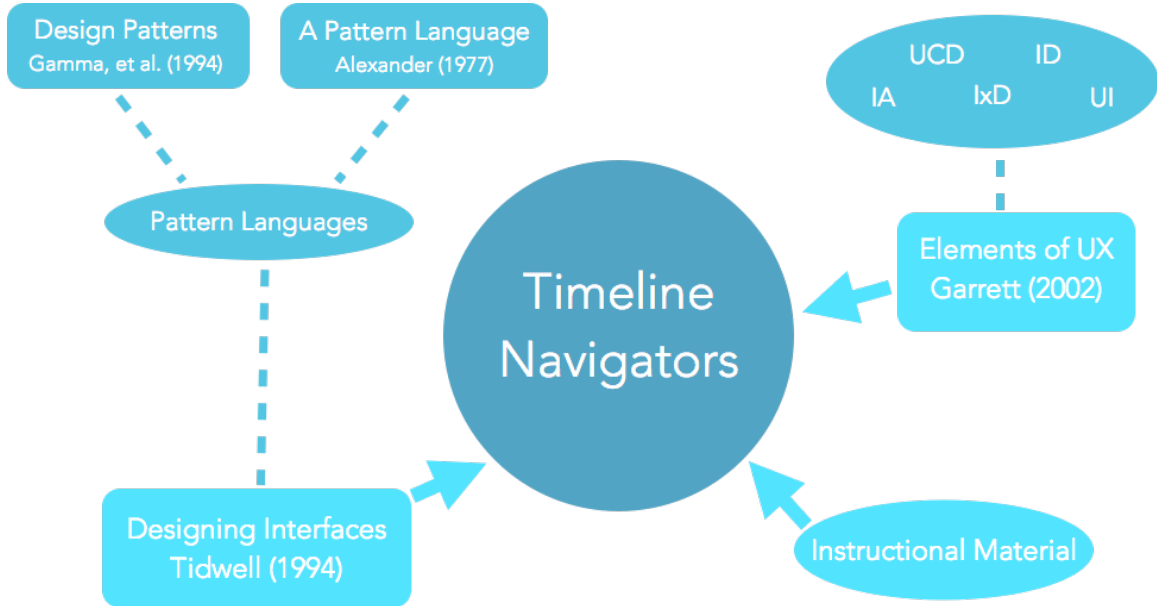 Design Patterns
Gamma, et al. (1994)
A Pattern Language
Alexander (1977)
UCD ID
IA IxD UI
Pattern Languages
Timeline
Navigators
Elements of UX
Garrett (2002)
Designing Interfaces
Tidwell (1994)
Instructional Material